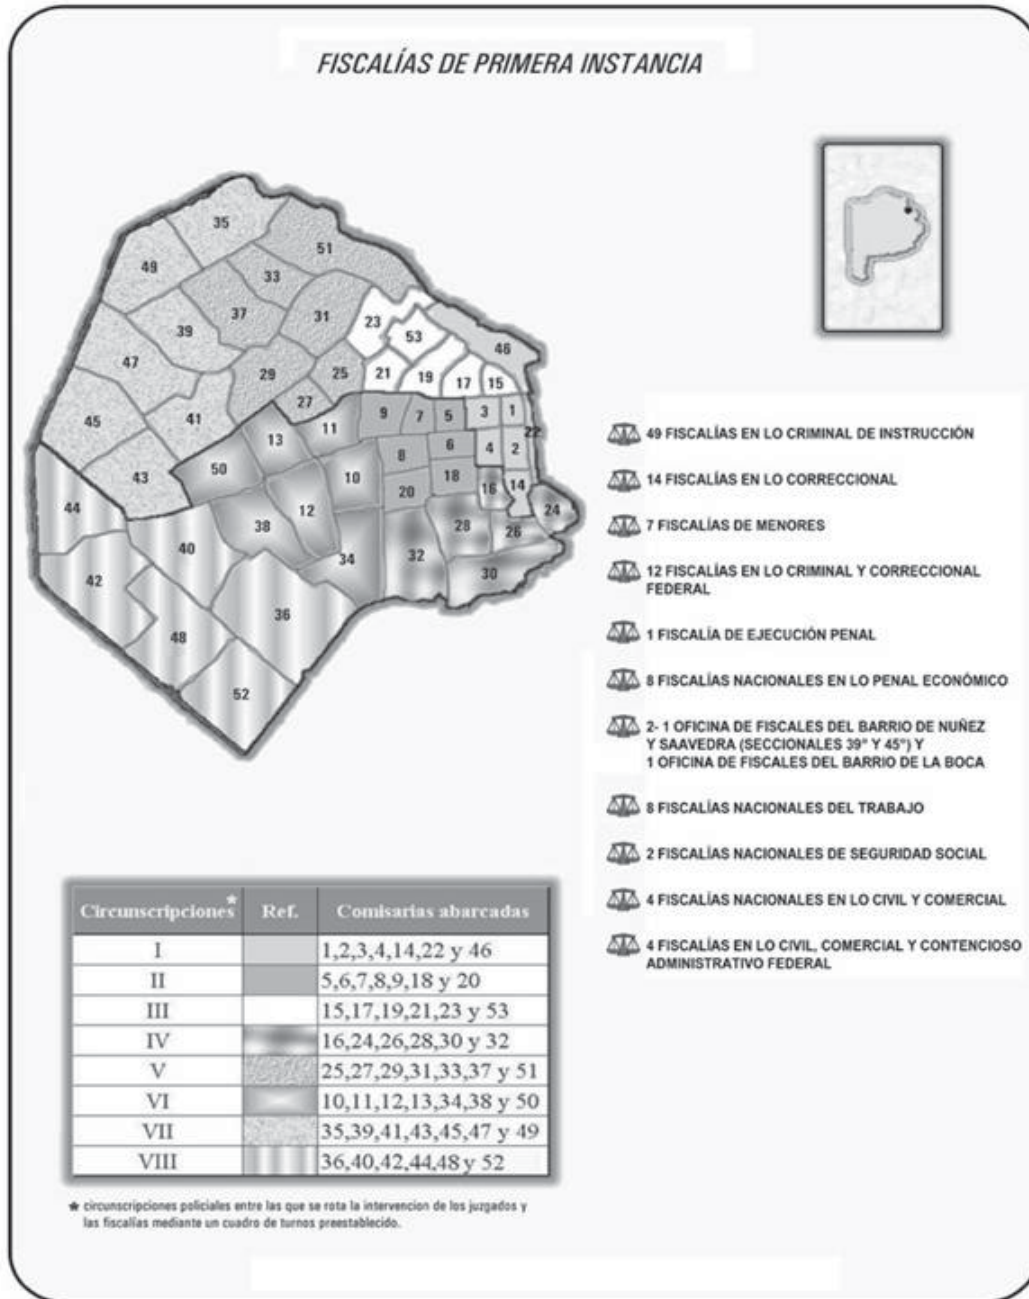 FISCALÍAS DE PRIMERA INSTANCIA
35
51
49
33
37
31
23
53
46
39
47
29
25
21
19
17
15
27
45
41
13
11
9
7
5
3
1
22
43
50
10
8
6
4
2
18
20
16
14
44
12
38
40
24
28
26
32
34
30
42
36
48
52
49 FISCALÍAS EN LO CRIMINAL DE INSTRUCCIÓN
14 FISCALÍAS EN LO CORRECCIONAL
7 FISCALÍAS DE MENORES
12 FISCALÍAS EN LO CRIMINAL Y CORRECCIONAL
FEDERAL
1 FISCALÍA DE EJECUCIÓN PENAL
8 FISCALÍAS NACIONALES EN LO PENAL ECONÓMICO
2- 1 OFICINA DE FISCALES DEL BARRIO DE NUÑEZ
Y SAAVEDRA (SECCIONALES 39° Y 45°) Y
1 OFICINA DE FISCALES DEL BARRIO DE LA BOCA
8 FISCALÍAS NACIONALES DEL TRABAJO
2 FISCALÍAS NACIONALES DE SEGURIDAD SOCIAL
4 FISCALÍAS NACIONALES EN LO CIVIL Y COMERCIAL
4 FISCALÍAS EN LO CIVIL, COMERCIAL Y CONTENCIOSO
ADMINISTRATIVO FEDERAL
Circunscripciones* Ref. Comisarias abarcadas
I 1,2,3,4,14,22 y 46
II 5,6,7,8,9,18 y 20
III 15,17,19,21,23 y 53
IV 16,24,26,28,30 y 32
V 25,27,29,31,33,37 y 51
VI 10,11,12,13,34,38 y 50
VII 35,39,41,43,45,47 y 49
VIII 36,40,42,44,48 y 52
* circunscripciones policiales entre las que se rota la intervencion de los juzgados y
las fiscalías mediante un cuadro de turnos preestablecido.